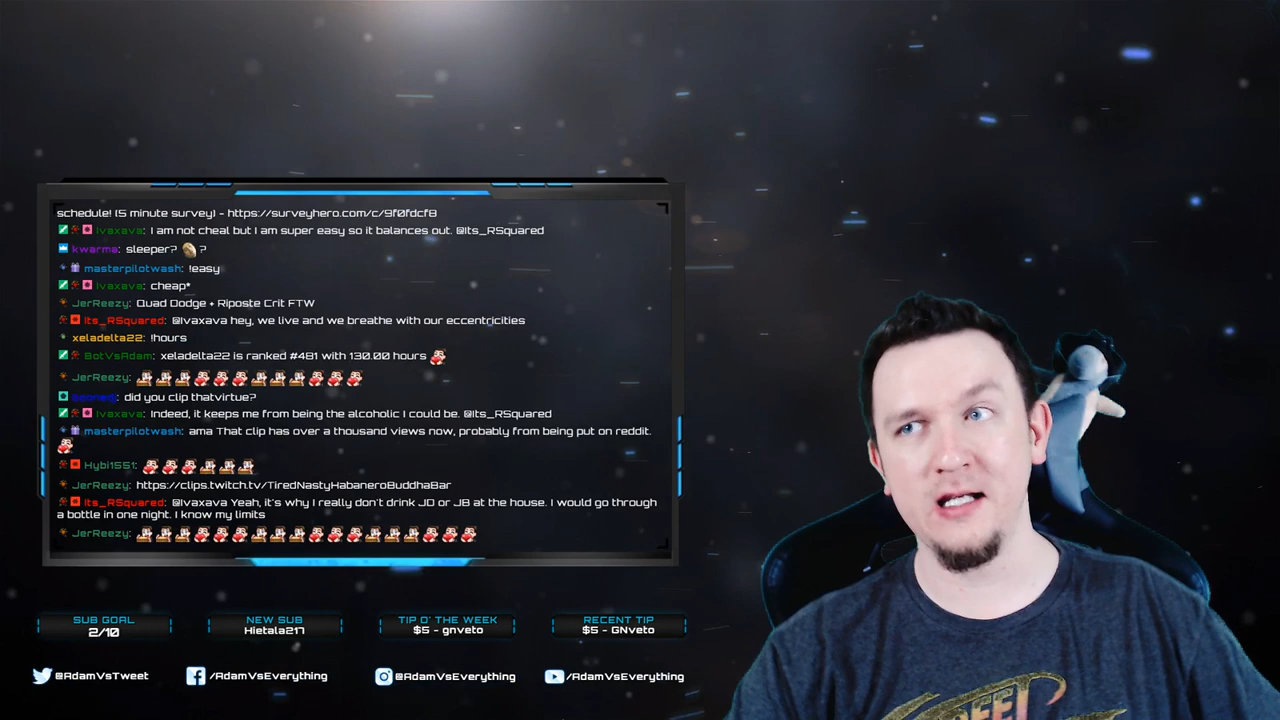 schedule! (5 minute survey) - https://surveyhero.com/c/9f0fdcf8
Ivaxava: I am not cheal but I am super easy so it balances out. @Its_RSquared
kwarma: sleeper? ?
masterpilotwash: !easy
Ivaxava: cheap*
JerReezy: Quad Dodge + Riposte Crit FTW
Its_RSquared: @Ivaxava hey, we live and we breathe with our eccentricities
xeladelta22: !hours
BotVsAdam: xeladelta22 is ranked #481 with 130.00 hours
JerReezy:
did you clip thatvirtue?
Ivaxava: Indeed, it keeps me from being the alcoholic I could be. @Its_RSquared
masterpilotwash: ama That clip has over a thousand views now, probably from being put on reddit.
Hybi1551:
JerReezy: https://clips.twitch.tv/TiredNastyHabaneroBuddhaBar
Its_RSquared: @Ivaxava Yeah, it's why I really don't drink JD or JB at the house. I would go through
a bottle in one night. I know my limits
JerReezy:
SUB GOAL
2/10
NEW SUB
Hietala217
TIP O' THE WEEK
$5 - gnveto
RECENT TIP
$5 - GNveto
@AdamVsTweet
/AdamVsEverything
@AdamVsEverything
/AdamVsEverything